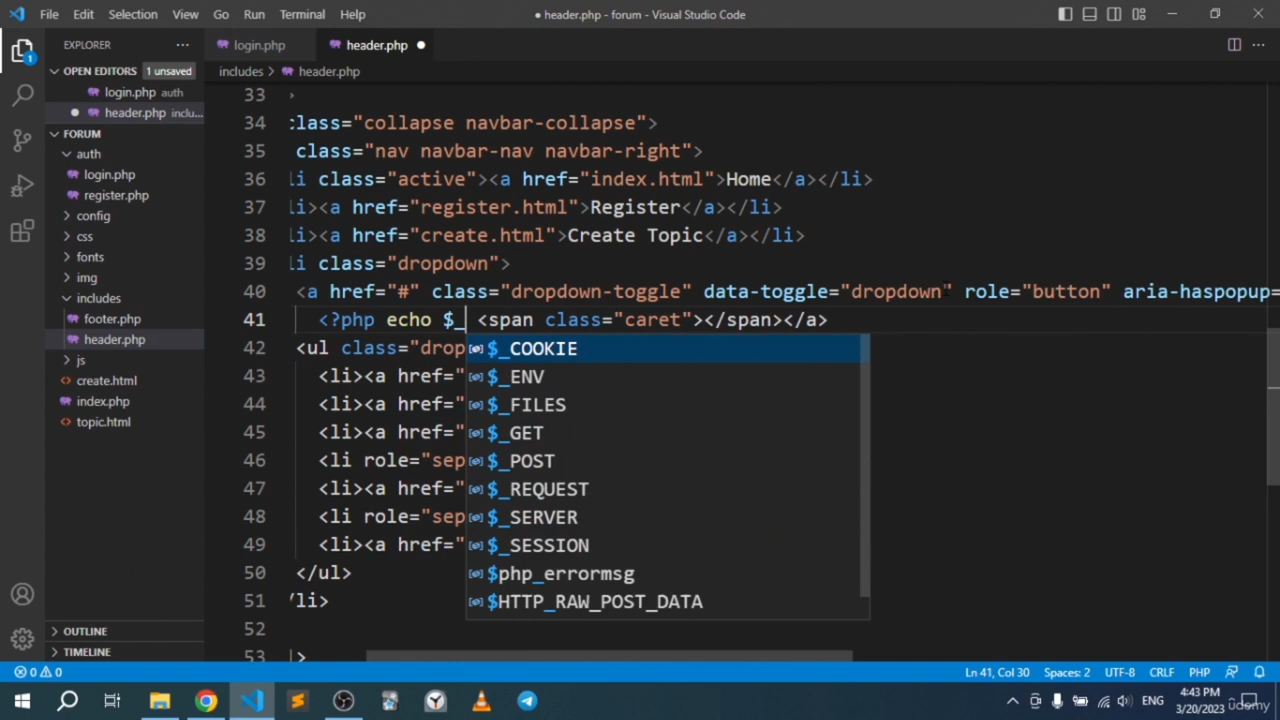 File Edit Selection View Go Run Terminal Help
● header.php - forum - Visual Studio Code
EXPLORER
login.php
header.php
OPEN EDITORS 1 unsaved
includes > header.php
login.php auth
header.php inclu...
FORUM
auth
login.php
register.php
config
css
fonts
img
includes
footer.php
header.php
js
create.html
index.php
topic.html
OUTLINE
TIMELINE
33 >
34 class="collapse navbar-collapse">
35 class="nav navbar-nav navbar-right">
36 li class="active"><a href="index.html">Home</a></li>
37 li><a href="register.html">Register</a></li>
38 li><a href="create.html">Create Topic</a></li>
39 li class="dropdown">
40 <a href="#" class="dropdown-toggle" data-toggle="dropdown" role="button" aria-haspopup=
41 <?php echo $_ <span class="caret"></span></a>
42 <ul class="drop
43 <li><a href="
44 <li><a href="
45 <li><a href="
46 <li role="sep
47 <li><a href="
48 <li role="sep
49 <li><a href="
50 </ul>
51 /li>
52
53 >
$_COOKIE
$_ENV
$_FILES
$_GET
$_POST
$_REQUEST
$_SERVER
$_SESSION
$php_errormsg
$HTTP_RAW_POST_DATA
0 0
Ln 41, Col 30 Spaces: 2 UTF-8 CRLF PHP
ENG
4:43 PM
3/20/2023
udemy